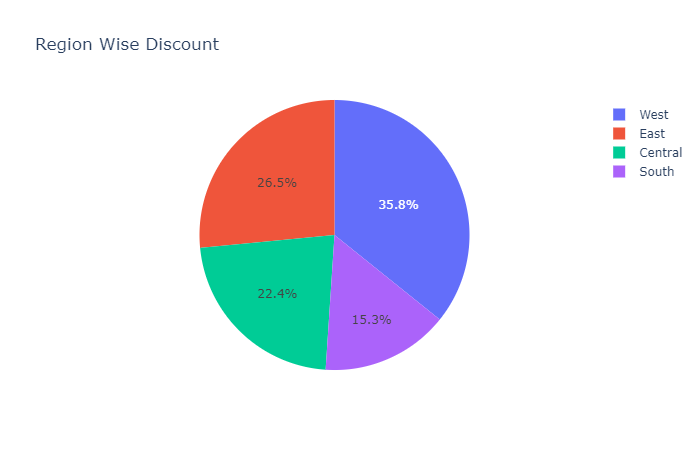 Region Wise Discount
West
East
Central
South
26.5%
35.8%
22.4%
15.3%